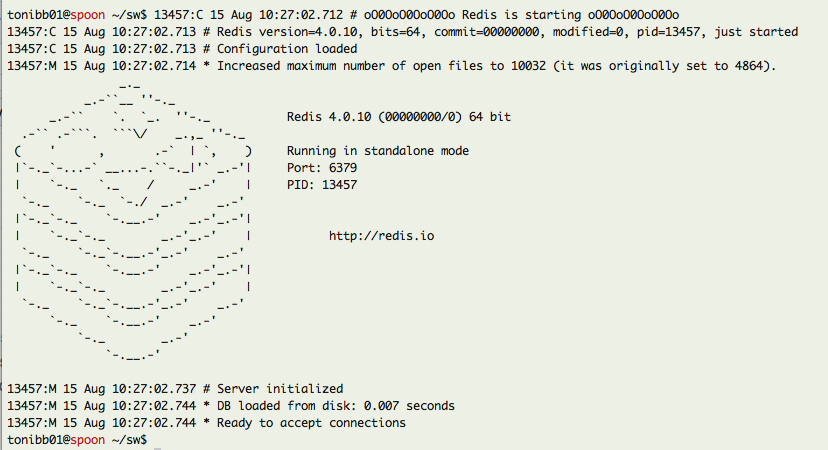 tonibb01@spoon ~/sw$ 13457:C 15 Aug 10:27:02.712 # oO0OoO0OoO0Oo Redis is starting oO0OoO0OoO0Oo
13457:C 15 Aug 10:27:02.713 # Redis version=4.0.10, bits=64, commit=00000000, modified=0, pid=13457, just started
13457:C 15 Aug 10:27:02.713 # Configuration loaded
13457:M 15 Aug 10:27:02.714 * Increased maximum number of open files to 10032 (it was originally set to 4864).
Redis 4.0.10 (00000000/0) 64 bit
Running in standalone mode
Port: 6379
PID: 13457
http://redis.io
13457:M 15 Aug 10:27:02.737 # Server initialized
13457:M 15 Aug 10:27:02.744 * DB loaded from disk: 0.007 seconds
13457:M 15 Aug 10:27:02.744 * Ready to accept connections
tonibb01@spoon ~/sw$